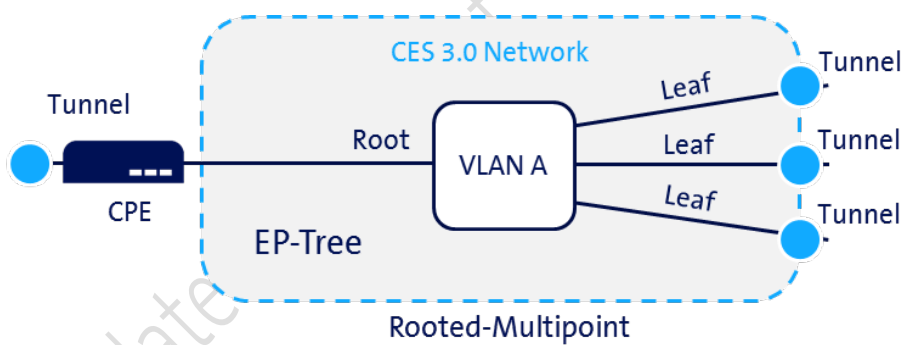 CES 3.0 Network
Tunnel
Leaf
Tunnel
Root
VLAN A
Leaf
Tunnel
CPE
Leaf
Tunnel
EP-Tree
Rooted-Multipoint